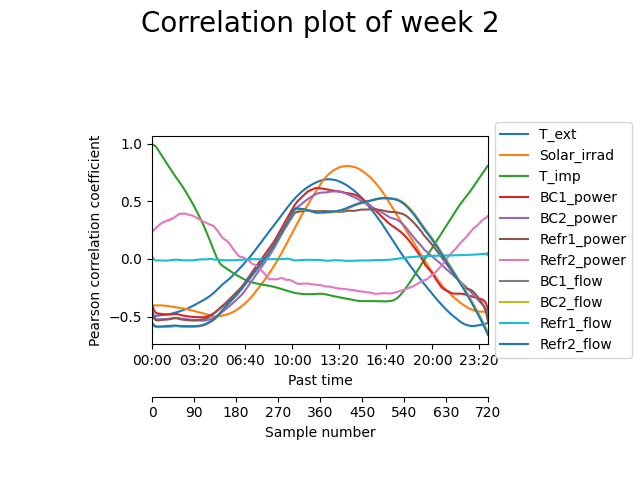 Correlation plot of week 2
Pearson correlation coefficient
1.0
0.5
0.0
−0.5
00:00 03:20 06:40 10:00 13:20 16:40 20:00 23:20
Past time
0 90 180 270 360 450 540 630 720
Sample number
T_ext
Solar_irrad
T_imp
BC1_power
BC2_power
Refr1_power
Refr2_power
BC1_flow
BC2_flow
Refr1_flow
Refr2_flow